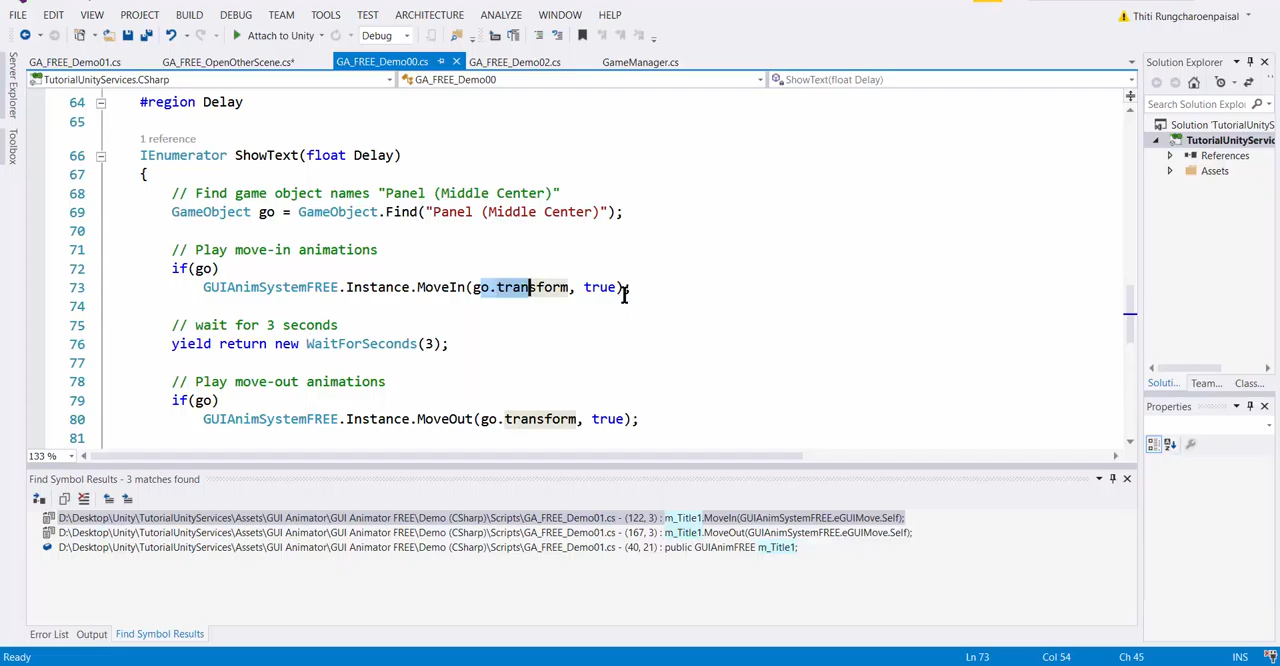 FILE EDIT VIEW PROJECT BUILD DEBUG TEAM TOOLS TEST ARCHITECTURE ANALYZE WINDOW HELP
Thiti Rungcharoenpaisal
Attach to Unity Debug
Server Explorer
Toolbox
GA_FREE_Demo01.cs GA_FREE_OpenOtherScene.cs* GA_FREE_Demo00.cs GA_FREE_Demo02.cs GameManager.cs
TutorialUnityServices.CSharp GA_FREE_Demo00 ShowText(float Delay)
64 #region Delay
65
1 reference
66 IEnumerator ShowText(float Delay)
67 {
68 // Find game object names "Panel (Middle Center)"
69 GameObject go = GameObject.Find("Panel (Middle Center)");
70
71 // Play move-in animations
72 if(go)
73 GUIAnimSystemFREE.Instance.MoveIn(go.transform, true);
74
75 // wait for 3 seconds
76 yield return new WaitForSeconds(3);
77
78 // Play move-out animations
79 if(go)
80 GUIAnimSystemFREE.Instance.MoveOut(go.transform, true);
81
133 %
Solution Explorer
Search Solution Explo
Solution 'TutorialUnityS
TutorialUnityServic
References
Assets
Soluti... Team... Class...
Properties
Find Symbol Results - 3 matches found
D:\Desktop\Unity\TutorialUnityServices\Assets\GUI Animator\GUI Animator FREE\Demo (CSharp)\Scripts\GA_FREE_Demo01.cs - (122, 3) : m_Title1.MoveIn(GUIAnimSystemFREE.eGUIMove.Self);
D:\Desktop\Unity\TutorialUnityServices\Assets\GUI Animator\GUI Animator FREE\Demo (CSharp)\Scripts\GA_FREE_Demo01.cs - (167, 3) : m_Title1.MoveOut(GUIAnimSystemFREE.eGUIMove.Self);
D:\Desktop\Unity\TutorialUnityServices\Assets\GUI Animator\GUI Animator FREE\Demo (CSharp)\Scripts\GA_FREE_Demo01.cs - (40, 21) : public GUIAnimFREE m_Title1;
Error List Output Find Symbol Results
Ready Ln 73 Col 54 Ch 45 INS